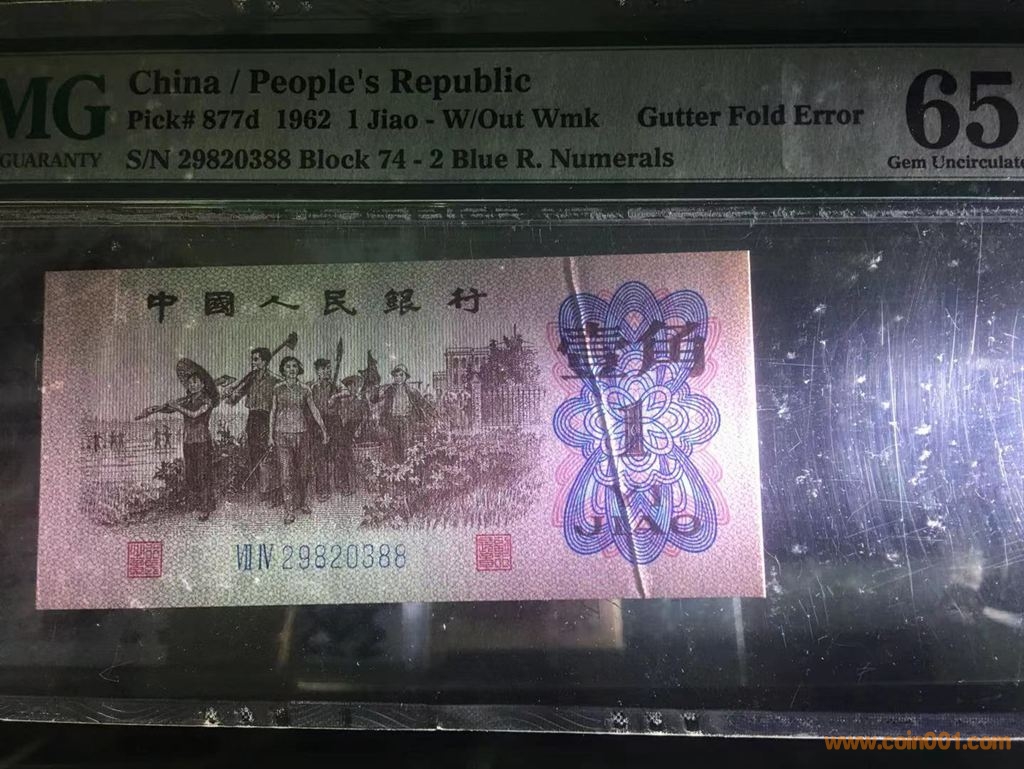 MG
GUARANTY
China / People's Republic
Pick# 877d 1962 1 Jiao - W/Out Wmk Gutter Fold Error
S/N 29820388 Block 74 - 2 Blue R. Numerals
65
Gem Uncirculate
中國人民銀行
壹角
1
JIAO
ⅦⅣ 29820388
www.coin001.com